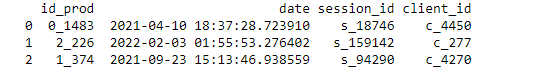 id_prod date session_id client_id
0 0_1483 2021-04-10 18:37:28.723910 s_18746 c_4450
1 2_226 2022-02-03 01:55:53.276402 s_159142 c_277
2 1_374 2021-09-23 15:13:46.938559 s_94290 c_4270